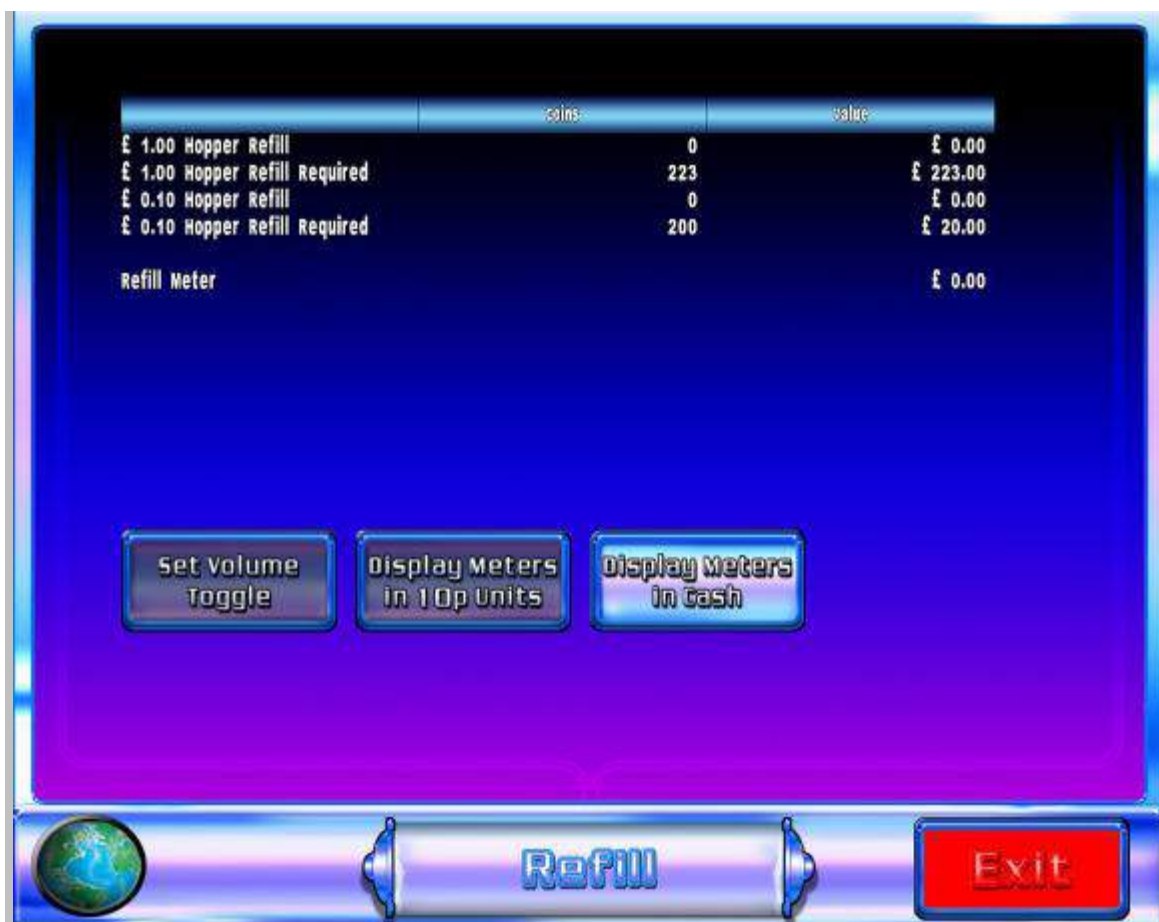 coins value
£ 1.00 Hopper Refill 0 £ 0.00
£ 1.00 Hopper Refill Required 223 £ 223.00
£ 0.10 Hopper Refill 0 £ 0.00
£ 0.10 Hopper Refill Required 200 £ 20.00
Refill Meter £ 0.00
Set Volume Toggle
Display Meters in 10p Units
Display Meters in Cash
Refill
Exit